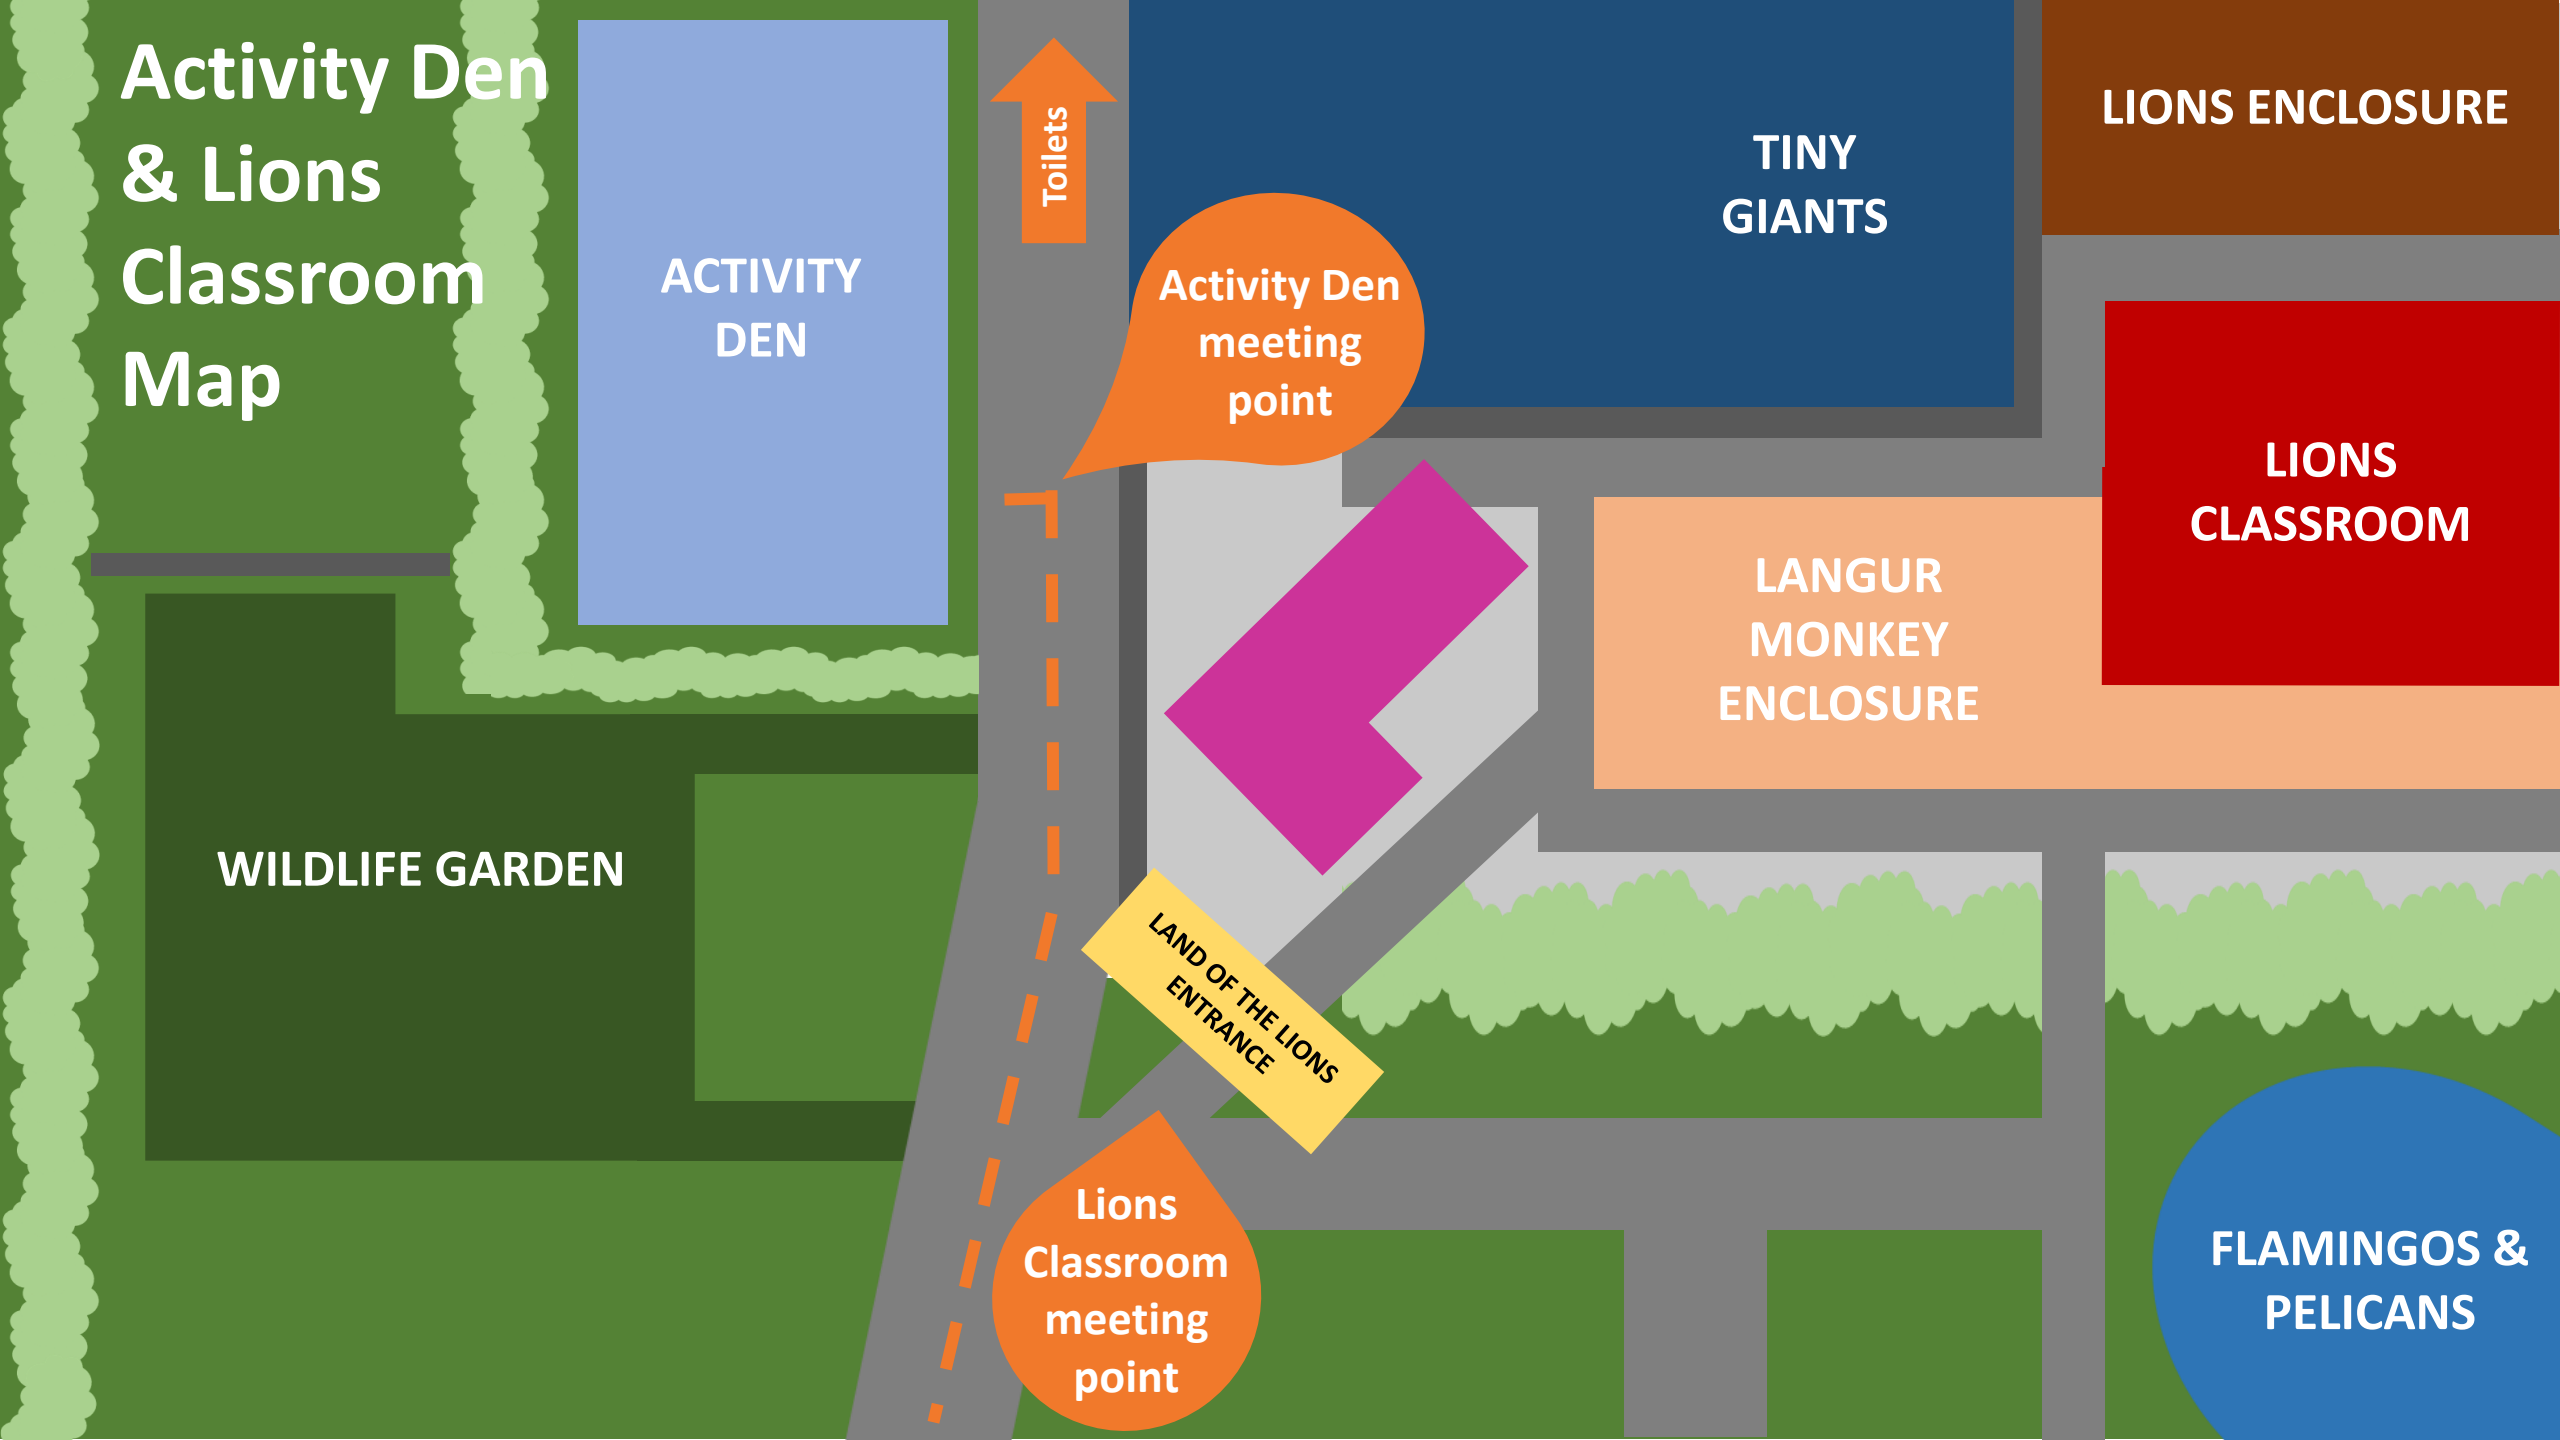 Activity Den
& Lions
Classroom
Map
ACTIVITY
DEN
Toilets
TINY
GIANTS
LIONS ENCLOSURE
Activity Den
meeting
point
LIONS
CLASSROOM
LANGUR
MONKEY
ENCLOSURE
WILDLIFE GARDEN
LAND OF THE LIONS
ENTRANCE
Lions
Classroom
meeting
point
FLAMINGOS &
PELICANS